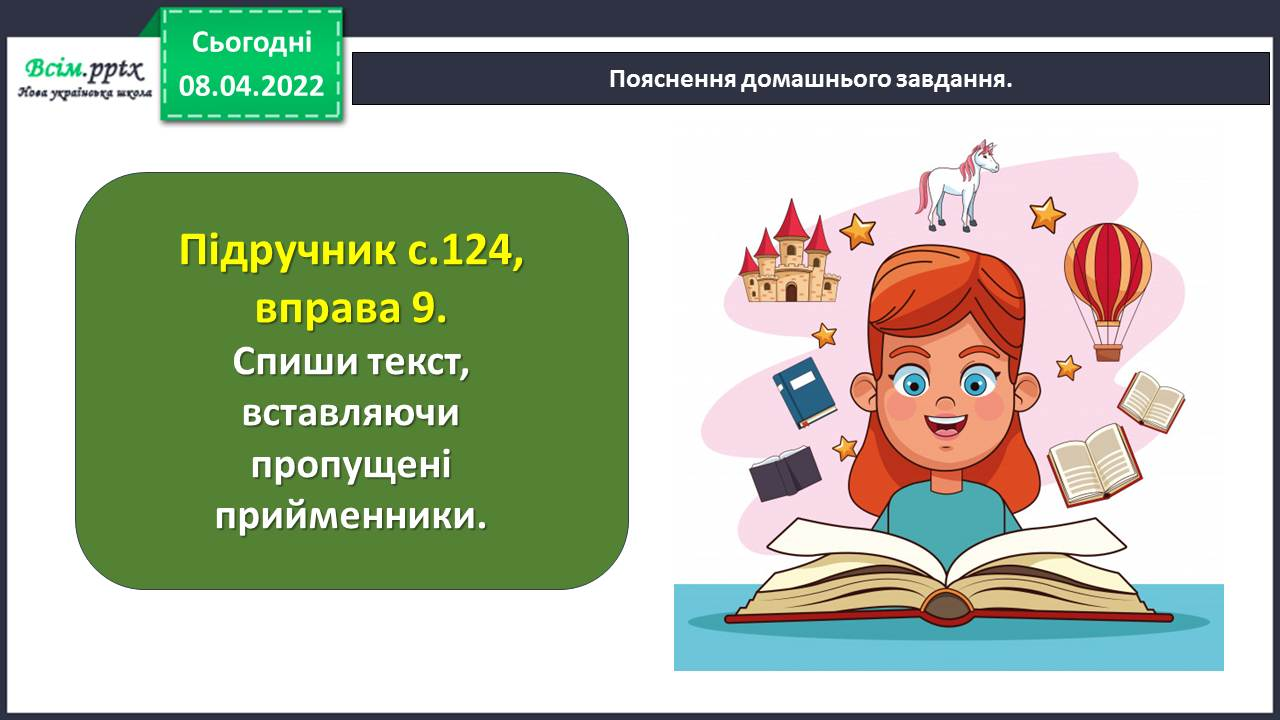 Сьогодні
08.04.2022
Всім.pptx
Нова українська школа
Пояснення домашнього завдання.
Підручник с.124,
вправа 9.
Спиши текст,
вставляючи
пропущені
прийменники.